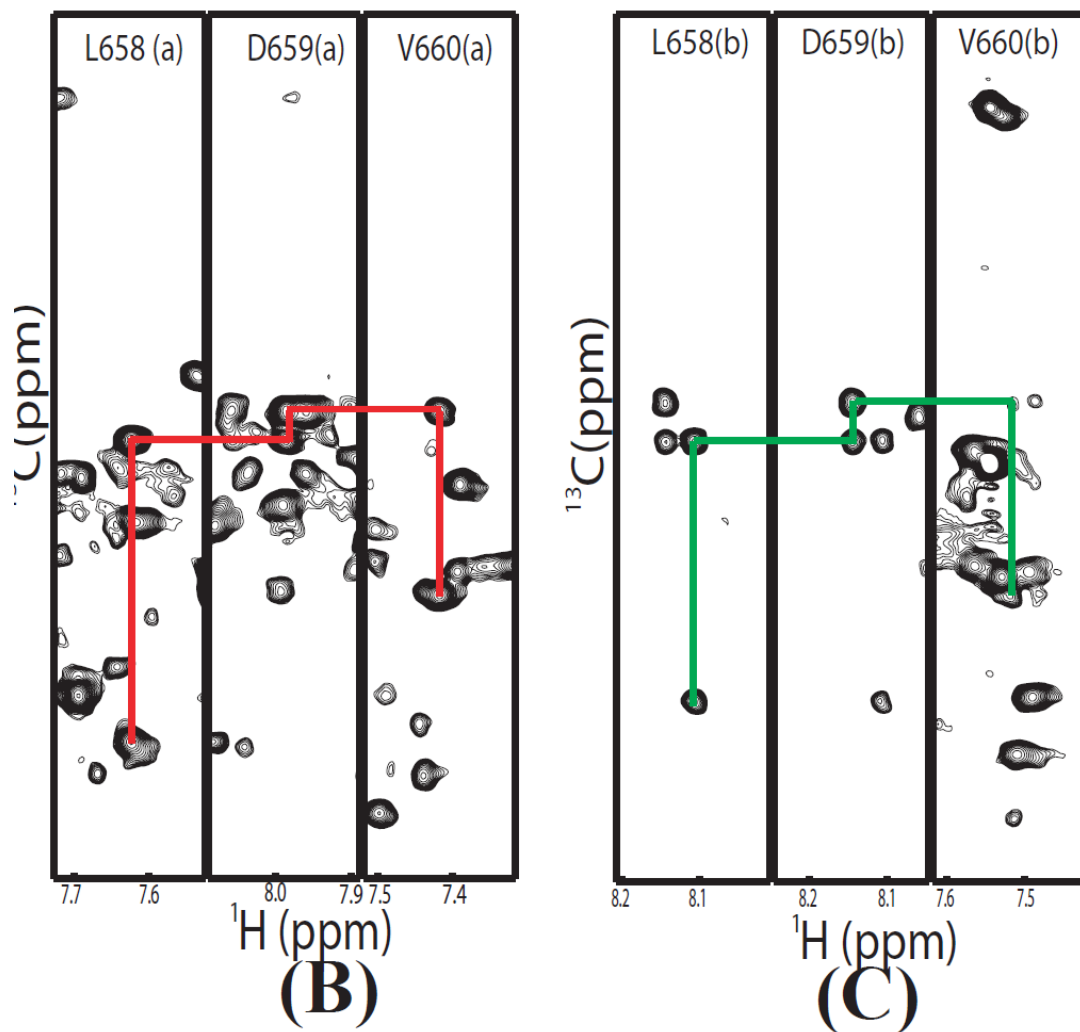 L658 (a) D659(a) V660(a)
C(ppm)
7.7 7.6 8.0 7.9 7.5 7.4
1H (ppm)
(B)
L658(b) D659(b) V660(b)
13C(ppm)
8.2 8.1 8.2 8.1 7.6 7.5
1H (ppm)
(C)